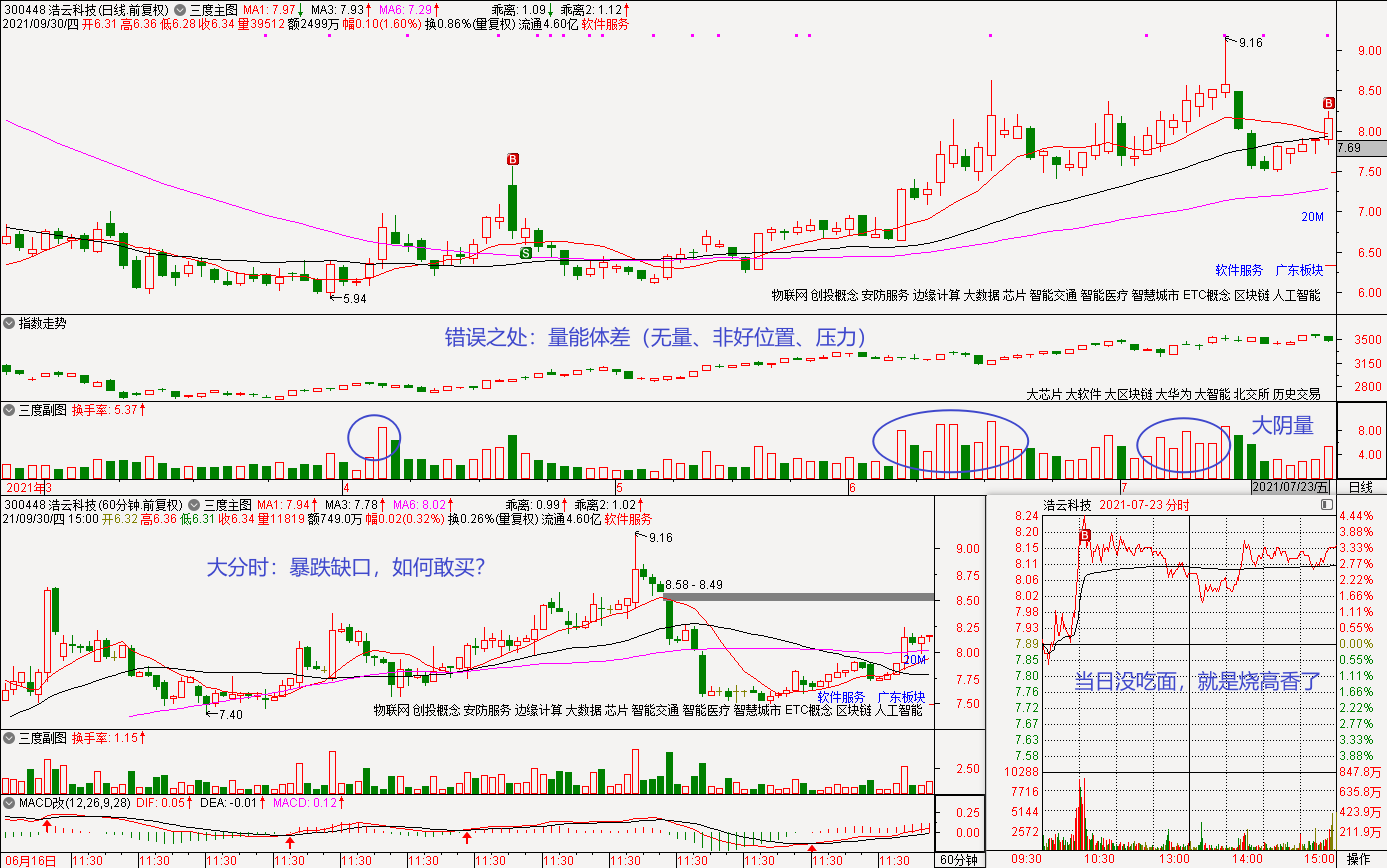 300448 浩云科技(日线.前复权) 三度主图 MA1: 7.97↓ MA3: 7.93↑ MA6: 7.29↑ 乖离: 1.09↓ 乖离2: 1.12↑
2021/09/30/四 开6.31 高6.36 低6.28 收6.34 量39512 额2499万 幅0.10(1.60%) 换0.86%(量复权) 流通4.60亿 软件服务
9.16
9.00
8.50
B
8.00
7.69
B
7.50
7.00
20M
S
6.50
软件服务 广东板块
6.00
←5.94
物联网 创投概念 安防服务 边缘计算 大数据 芯片 智能交通 智能医疗 智慧城市 ETC概念 区块链 人工智能
指数走势
错误之处：量能体差（无量、非好位置、压力）
3500
3150
2800
大芯片 大软件 大区块链 大华为 大智能 北交所 历史交易
三度副图 换手率: 5.37↑
大阴量
8.00
4.00
2021年3 4 5 6 7 2021/07/23/五 日线
300448 浩云科技(60分钟.前复权) 三度主图 MA1: 7.94↑ MA3: 7.78↑ MA6: 8.02↑ 乖离: 0.99↑ 乖离2: 1.02↑
21/09/30/四 15:00 开6.32 高6.36 低6.31 收6.34 量11819 额749.0万 幅0.02(0.32%) 换0.26%(量复权) 流通4.60亿 软件服务
9.16
大分时：暴跌缺口，如何敢买？
9.00
8.75
8.58 - 8.49
8.50
8.25
8.00
20M
7.75
软件服务 广东板块
7.50
←7.40
物联网 创投概念 安防服务 边缘计算 大数据 芯片 智能交通 智能医疗 智慧城市 ETC概念 区块链 人工智能
三度副图 换手率: 1.15↑
2.50
MACD改(12,26,9,28) DIF: 0.05↑ DEA: -0.01↑ MACD: 0.12↑
0.25
0.00
06月16日 11:30 11:30 11:30 11:30 11:30 11:30 11:30 11:30 11:30 11:30 11:30 11:30 11:30 60分钟
浩云科技 2021-07-23 分时
8.24 4.44%
8.20 3.88%
B
8.15 3.33%
8.11 2.77%
8.06 2.22%
8.02 1.66%
7.98 1.11%
7.93 0.55%
7.89 0.00%
7.85 0.55%
7.80 1.11%
当日没吃面，就是烧高香了
7.76 1.66%
7.72 2.22%
7.67 2.77%
7.63 3.33%
7.58 3.88%
10288 847.8万
7716 635.8万
5144 423.9万
2572 211.9万
09:30 10:30 13:00 14:00 15:00 操作